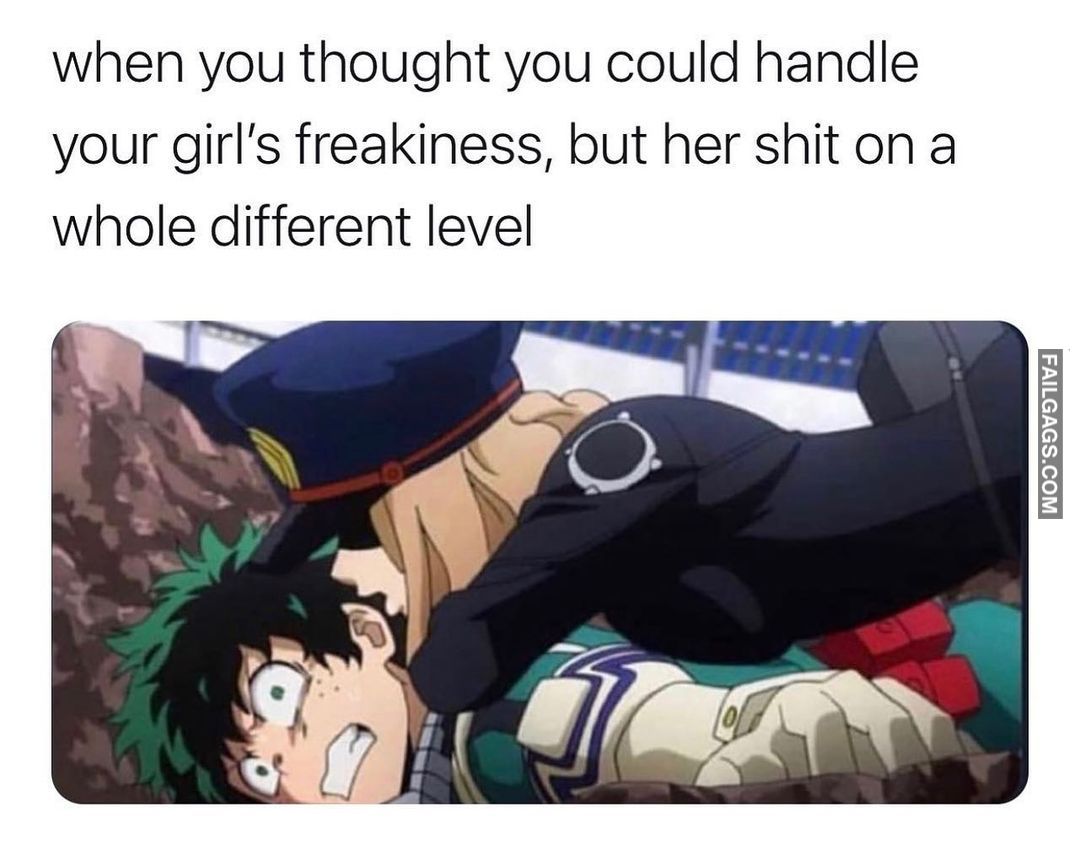 when you thought you could handle
your girl’s freakiness, but her shit on a
whole different level
FAILGAGS.COM